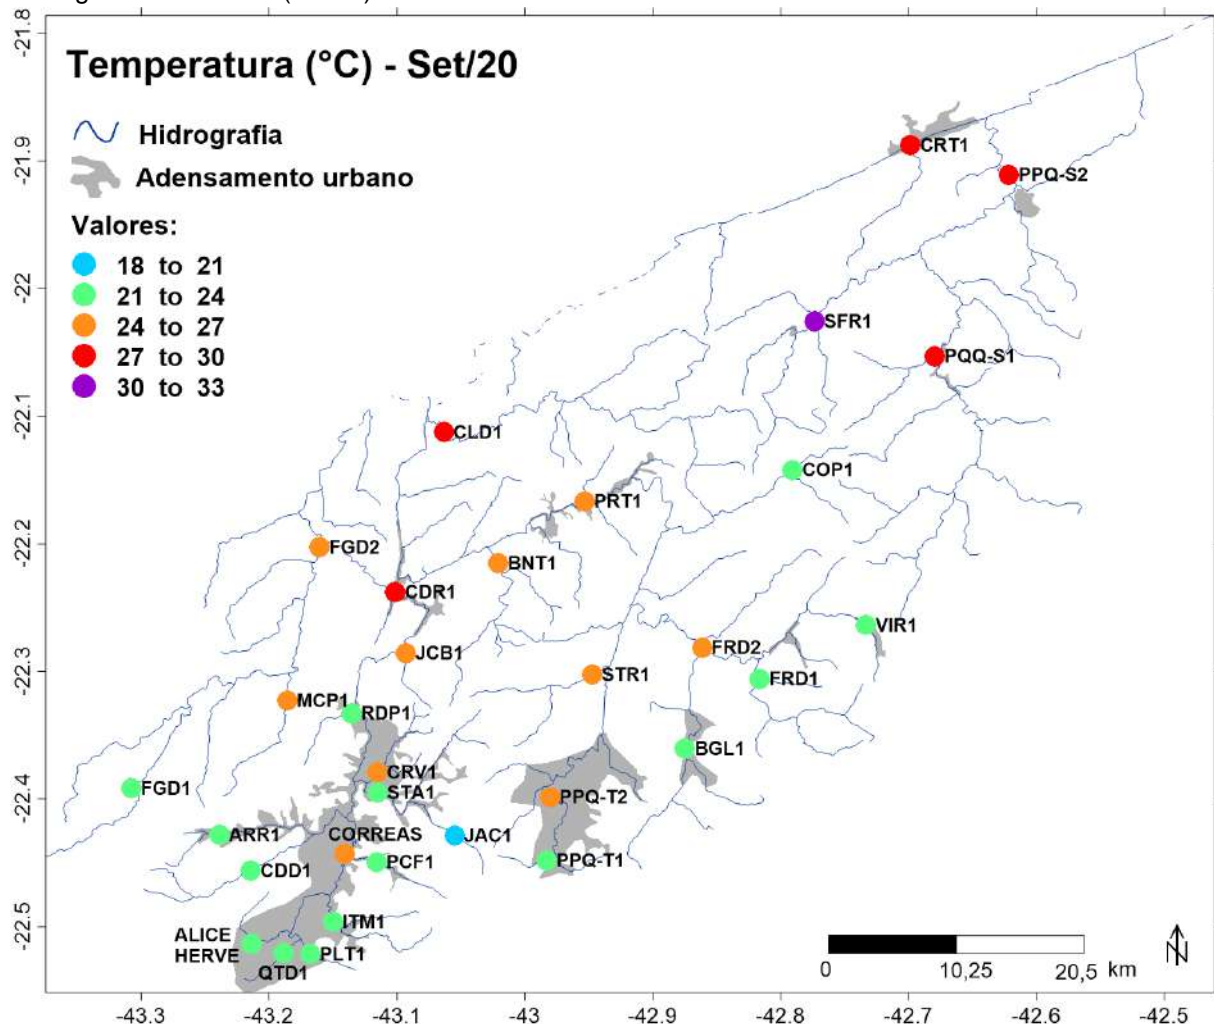 Temperatura (°C) - Set/20
Hidrografia
Adensamento urbano
Valores:
18 to 21
21 to 24
24 to 27
27 to 30
30 to 33
CRT1
PPQ-S2
SFR1
PQQ-S1
CLD1
COP1
PRT1
FGD2
BNT1
CDR1
VIR1
JCB1
FRD2
STR1
FRD1
MCP1
RDP1
BGL1
CRV1
FGD1
STA1
PPQ-T2
ARR1
CORREAS
JAC1
CDD1
PCF1
PPQ-T1
ITM1
ALICE
HERVE
PLT1
QTD1
N
0
10,25
20,5
km
-21.8
-21.9
-22
-22.1
-22.2
-22.3
-22.4
-22.5
-43.3
-43.2
-43.1
-43
-42.9
-42.8
-42.7
-42.6
-42.5